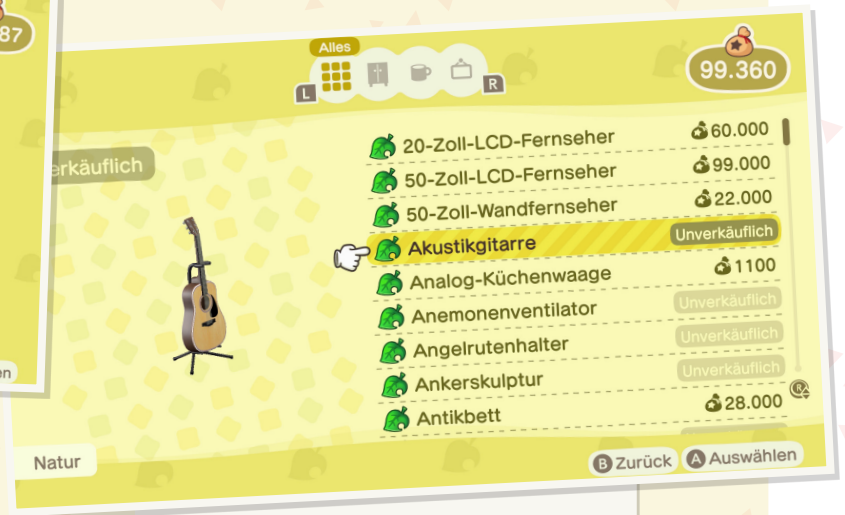 87
Alles
L
R
99.360
erkäuflich
20-Zoll-LCD-Fernseher 60.000
50-Zoll-LCD-Fernseher 99.000
50-Zoll-Wandfernseher 22.000
Akustikgitarre Unverkäuflich
Analog-Küchenwaage 1100
Anemonenventilator Unverkäuflich
Angelrutenhalter Unverkäuflich
Ankerskulptur Unverkäuflich
Antikbett 28.000
R
en
Natur
B Zurück A Auswählen